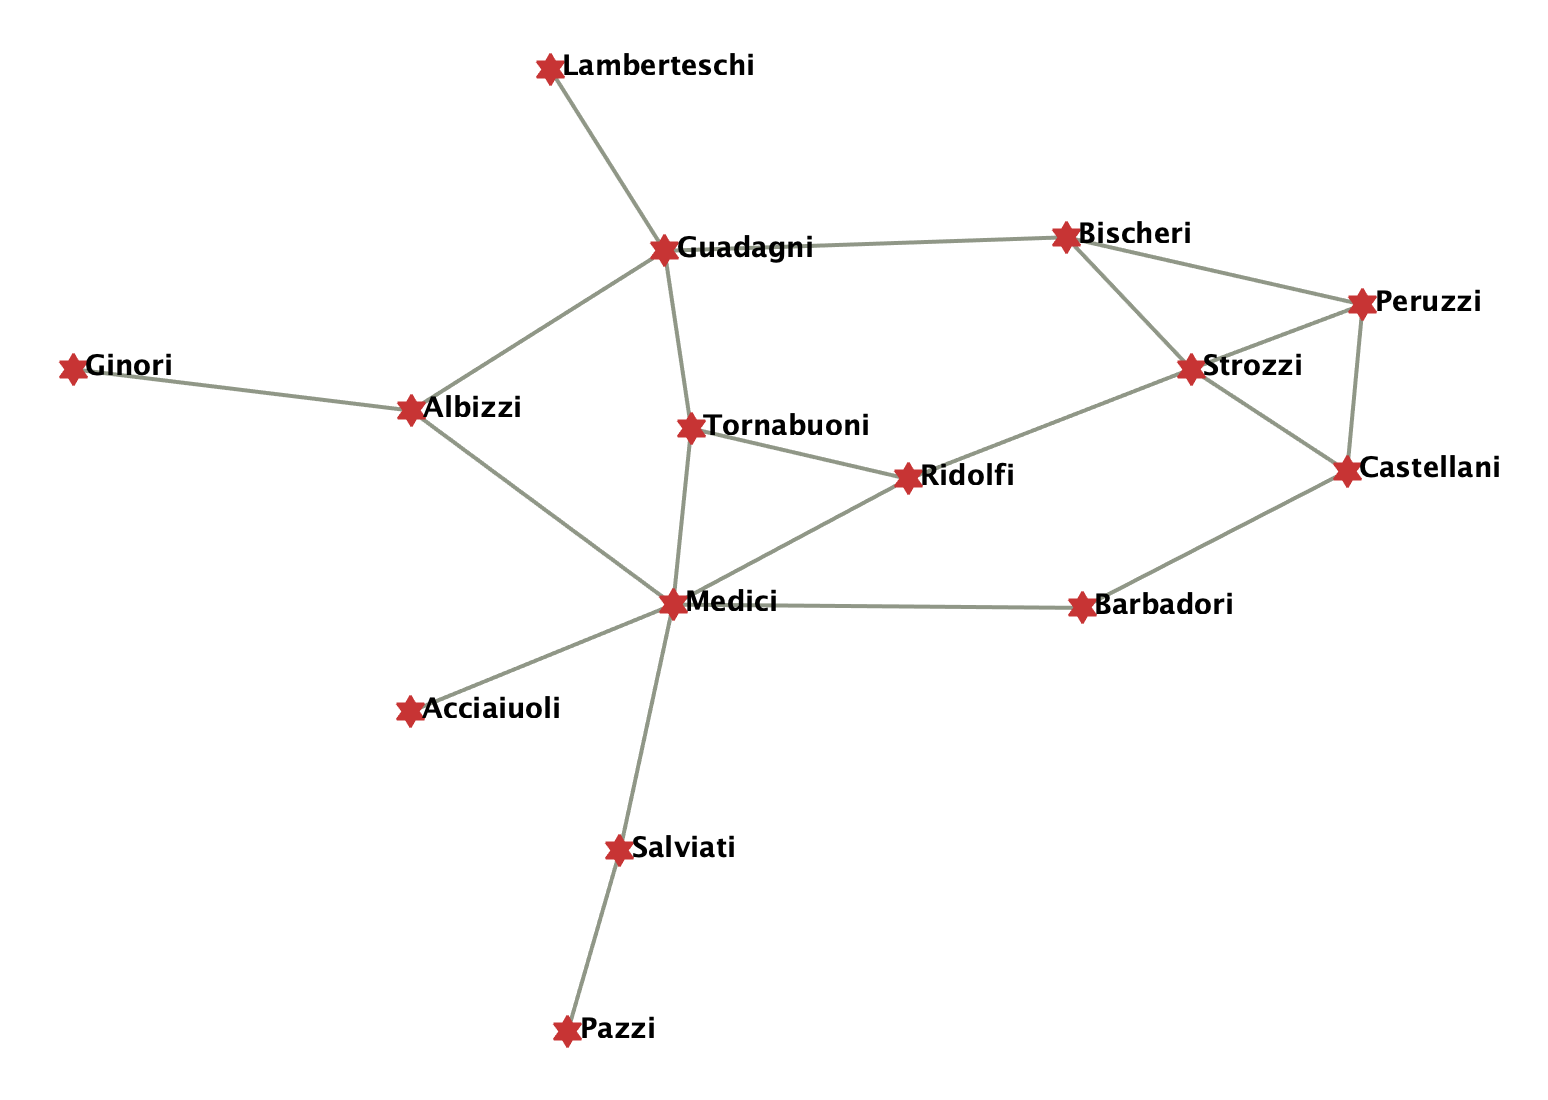 Lamberteschi
Guadagni
Bischeri
Peruzzi
Ginori
Strozzi
Albizzi
Tornabuoni
Ridolfi
Castellani
Medici
Barbadori
Acciaiuoli
Salviati
Pazzi